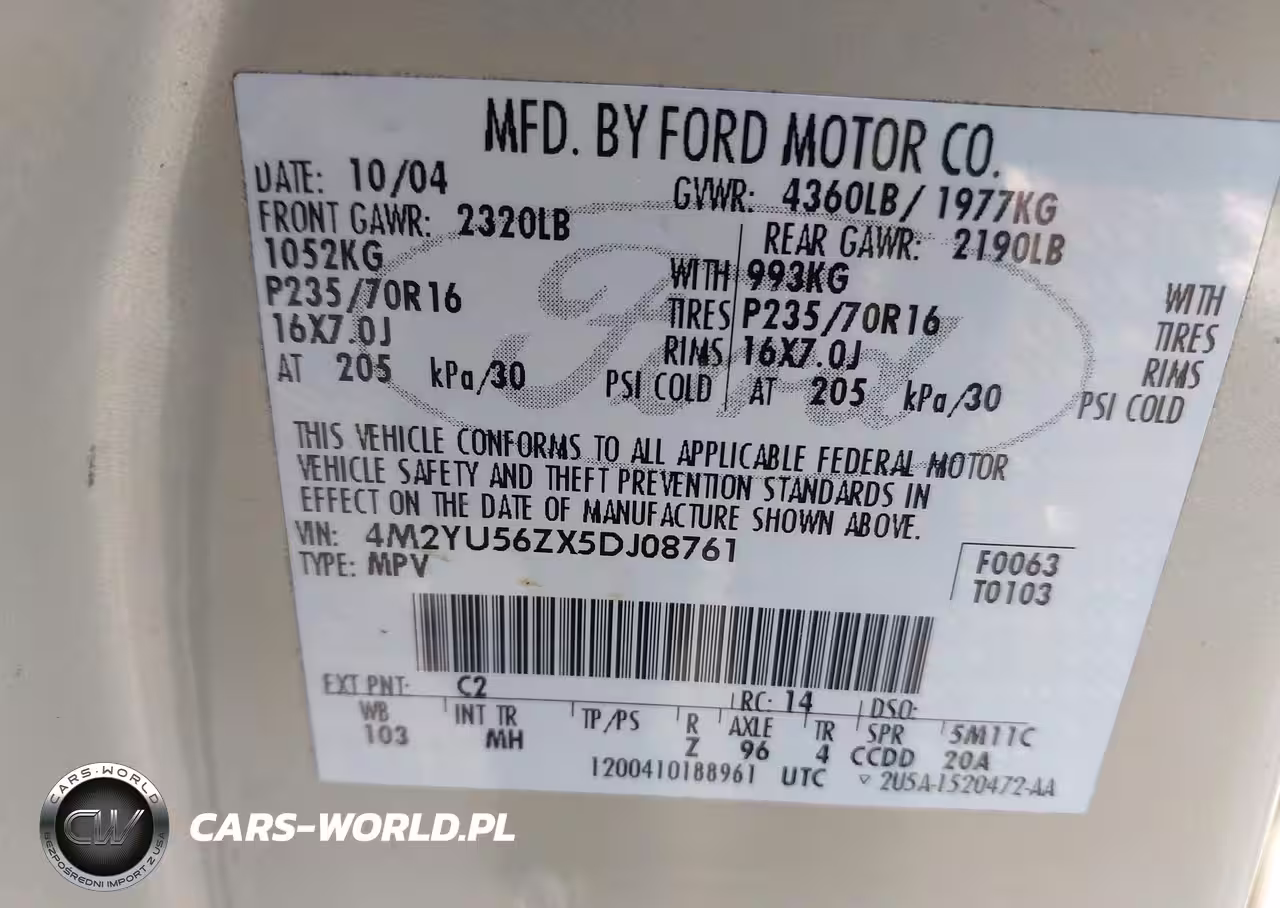 MFD. BY FORD MOTOR CO.
DATE: 10/04 GVWR: 4360LB / 1977KG
FRONT GAWR: 2320LB REAR GAWR: 2190LB
1052KG WITH 993KG WITH
P235/70R16 TIRES P235/70R16 TIRES
16X7.0J RIMS 16X7.0J RIMS
AT 205 kPa/30 PSI COLD AT 205 kPa/30 PSI COLD
Ford
THIS VEHICLE CONFORMS TO ALL APPLICABLE FEDERAL MOTOR
VEHICLE SAFETY AND THEFT PREVENTION STANDARDS IN
EFFECT ON THE DATE OF MANUFACTURE SHOWN ABOVE.
VIN: 4M2YU56ZX5DJ08761
TYPE: MPV
F0063
T0103
EXT PNT: C2 RC: 14 DSO:
WB INT TR TP/PS R AXLE TR SPR 5M11C
103 MH Z 96 4 CCDD 20A
1200410188961 UTC ▽ 2U5A-1520472-AA
CARS-WORLD
CW
BEZPOŚREDNI IMPORT Z USA
CARS-WORLD.PL